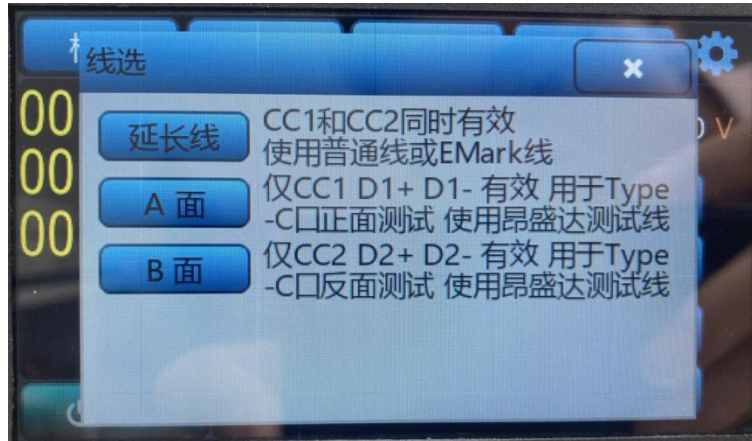 线选
×
延长线
CC1和CC2同时有效
使用普通线或EMark线
A 面
仅CC1 D1+ D1- 有效 用于Type
-C口正面测试 使用昂盛达测试线
B 面
仅CC2 D2+ D2- 有效 用于Type
-C口反面测试 使用昂盛达测试线
00
00
00
V